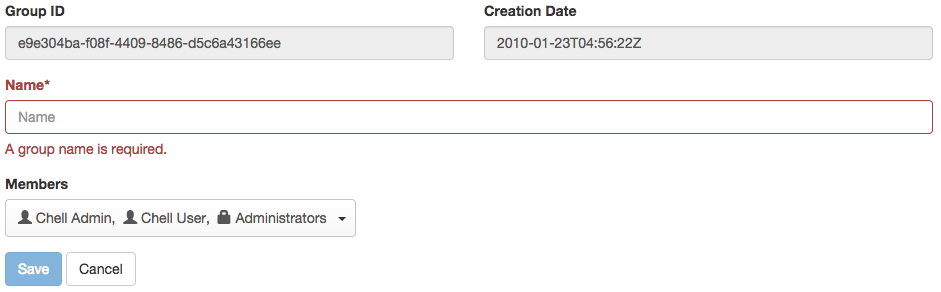 Group ID
Creation Date
e9e304ba-f08f-4409-8486-d5c6a43166ee
2010-01-23T04:56:22Z
Name*
Name
A group name is required.
Members
Chell Admin, Chell User, Administrators
Save
Cancel